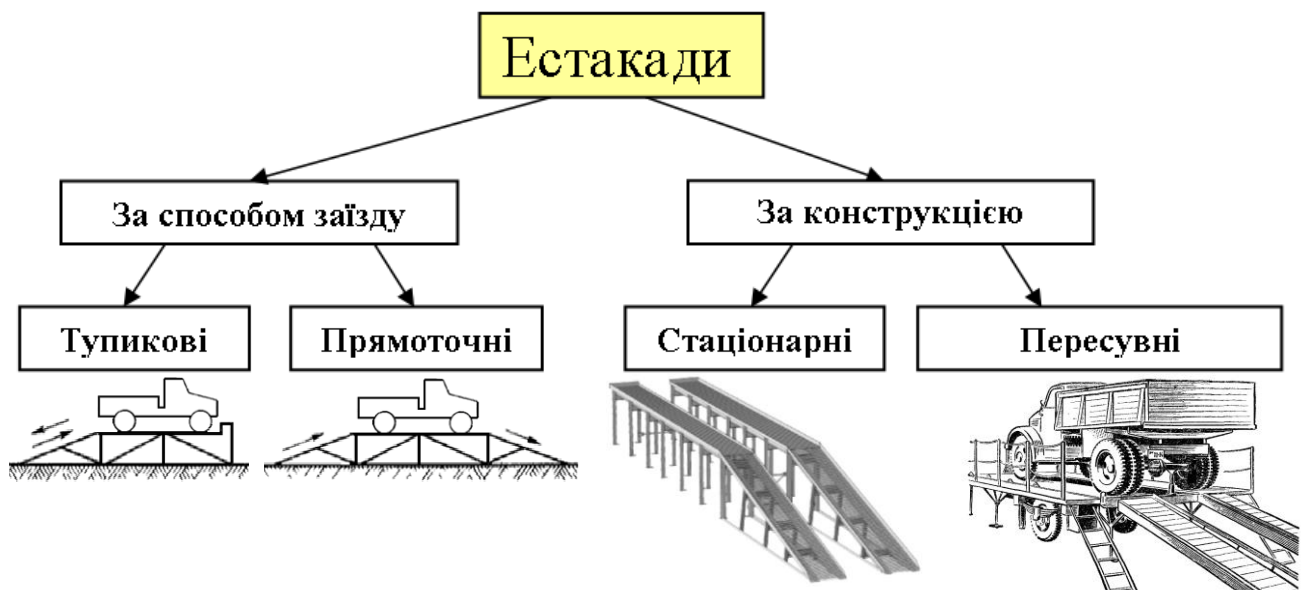 Естакади
За способом заїзду
За конструкцією
Тупикові
Прямоточні
Стаціонарні
Пересувні